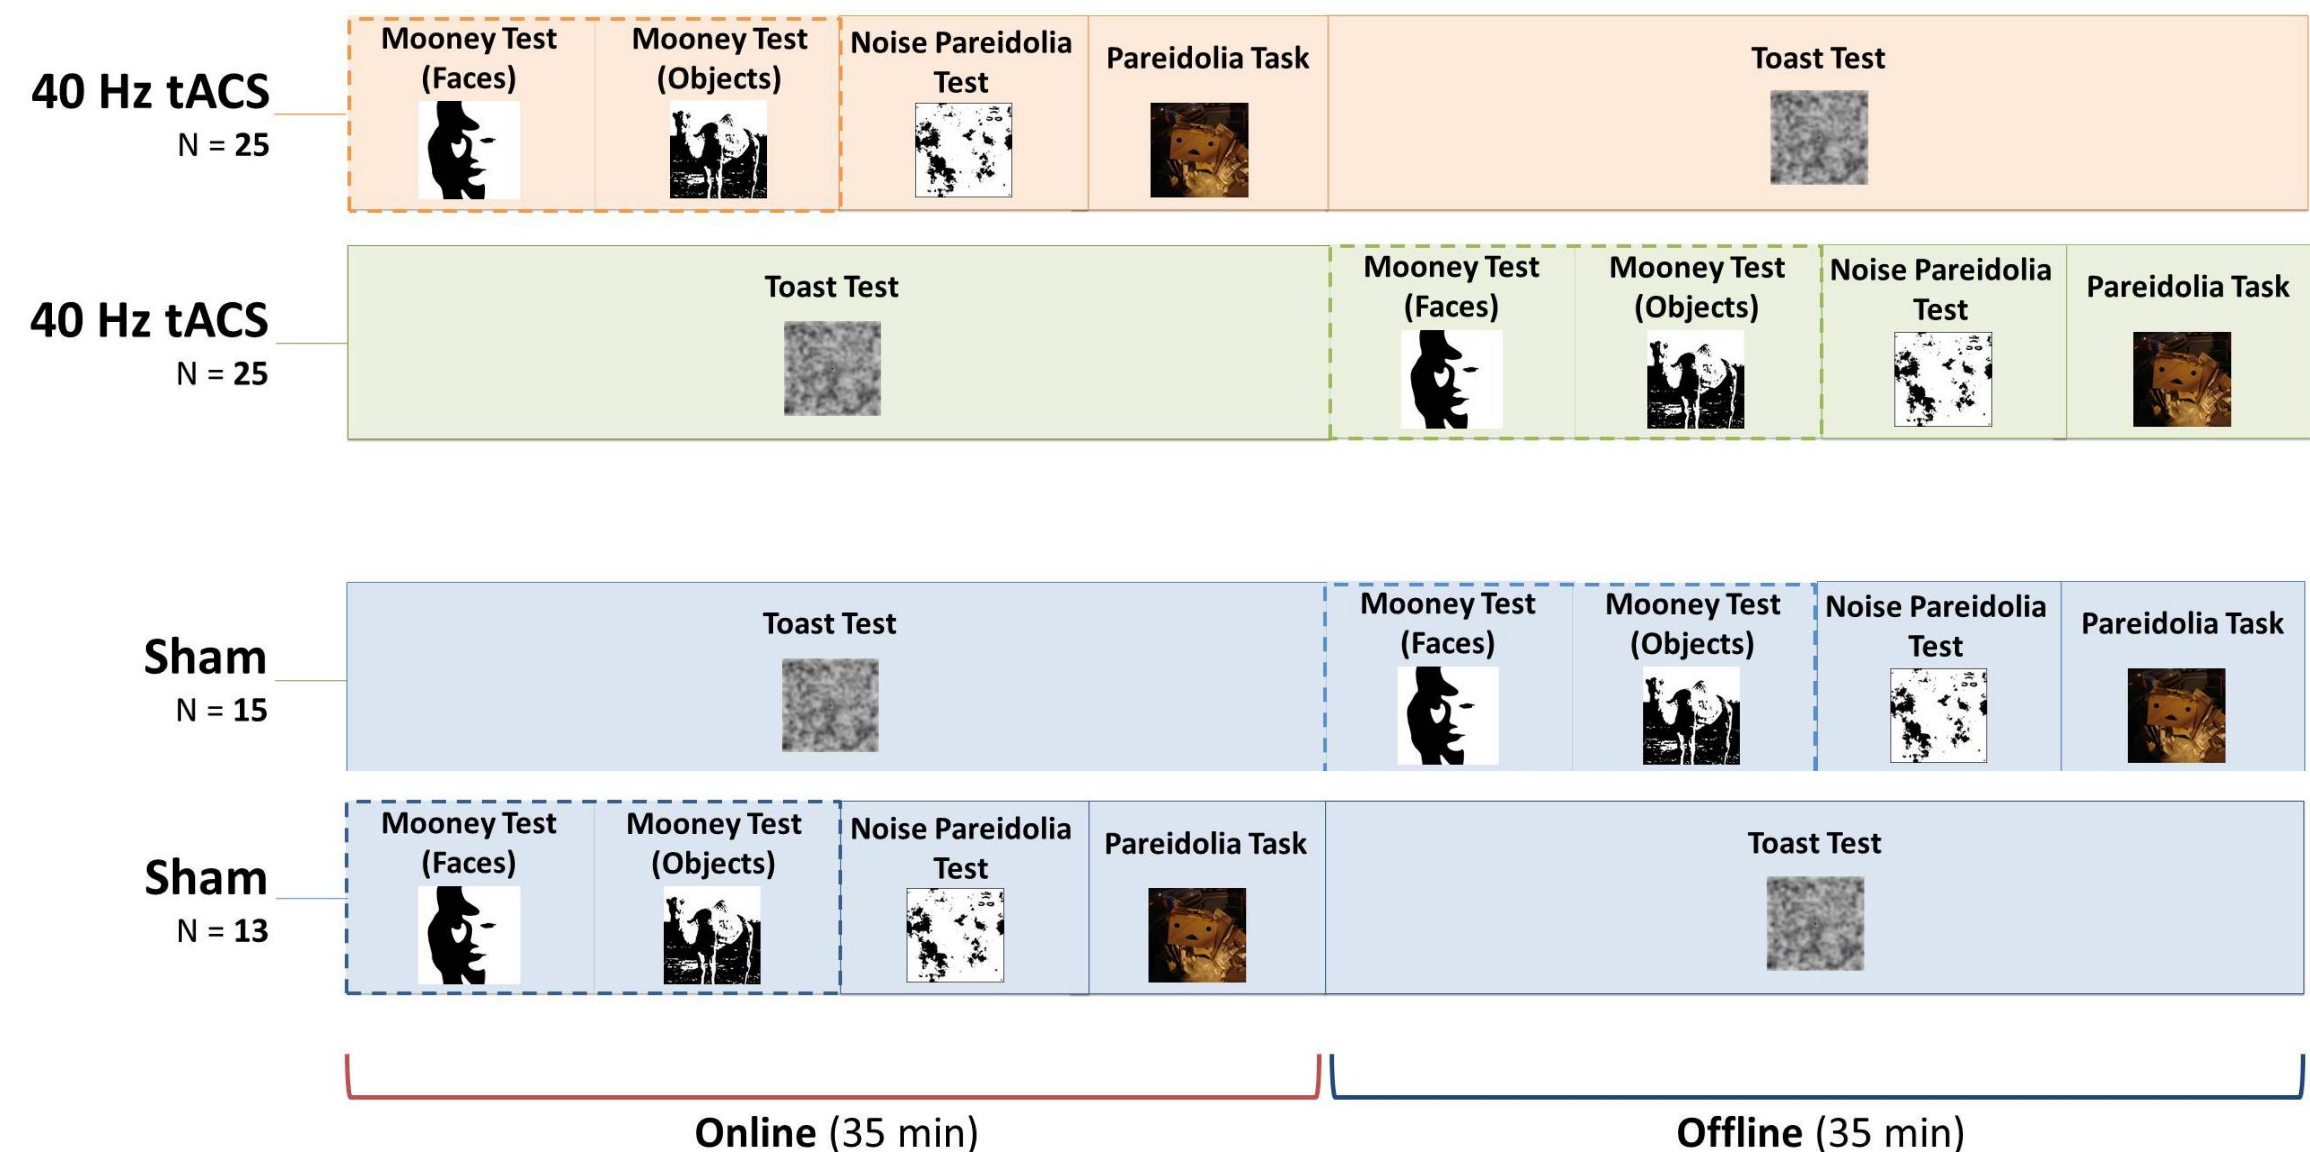 40 Hz tACS
N = 25
Mooney Test
(Faces)
Mooney Test
(Objects)
Noise Pareidolia
Test
Pareidolia Task
Toast Test
40 Hz tACS
N = 25
Toast Test
Mooney Test
(Faces)
Mooney Test
(Objects)
Noise Pareidolia
Test
Pareidolia Task
Sham
N = 15
Toast Test
Mooney Test
(Faces)
Mooney Test
(Objects)
Noise Pareidolia
Test
Pareidolia Task
Sham
N = 13
Mooney Test
(Faces)
Mooney Test
(Objects)
Noise Pareidolia
Test
Pareidolia Task
Toast Test
Online (35 min)
Offline (35 min)